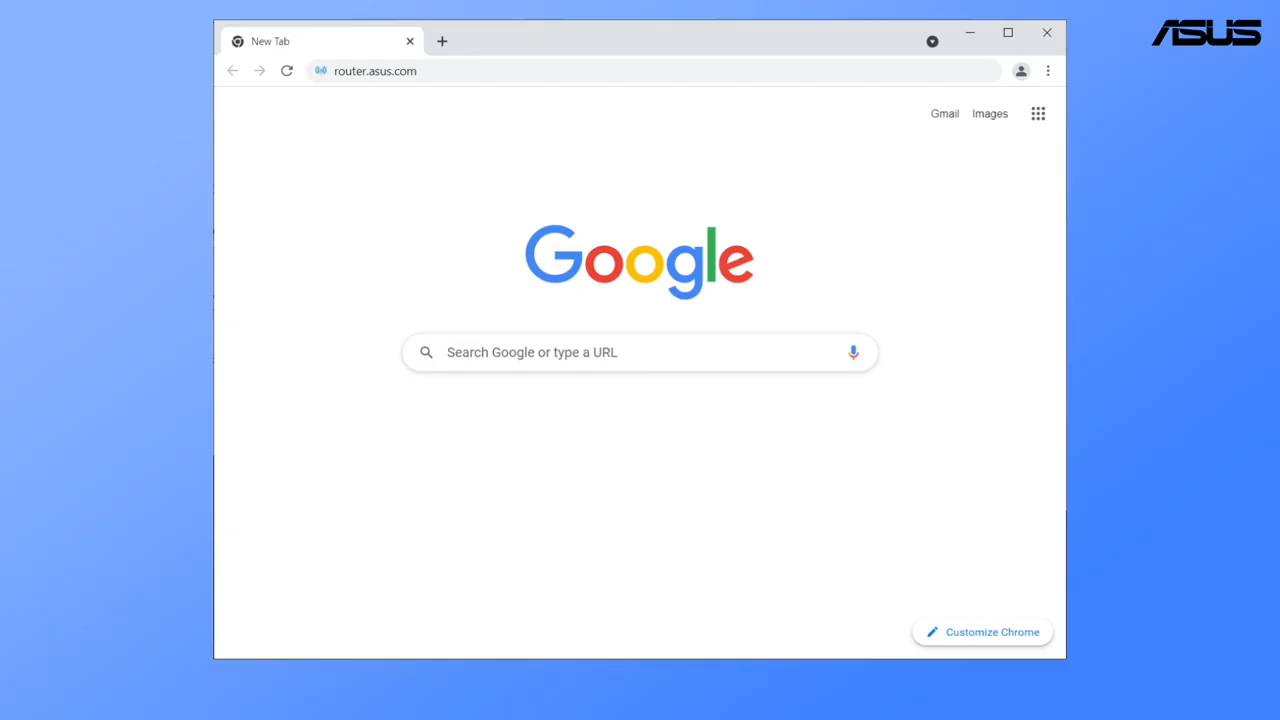 ASUS
New Tab
router.asus.com
Gmail Images
Google
Search Google or type a URL
Customize Chrome